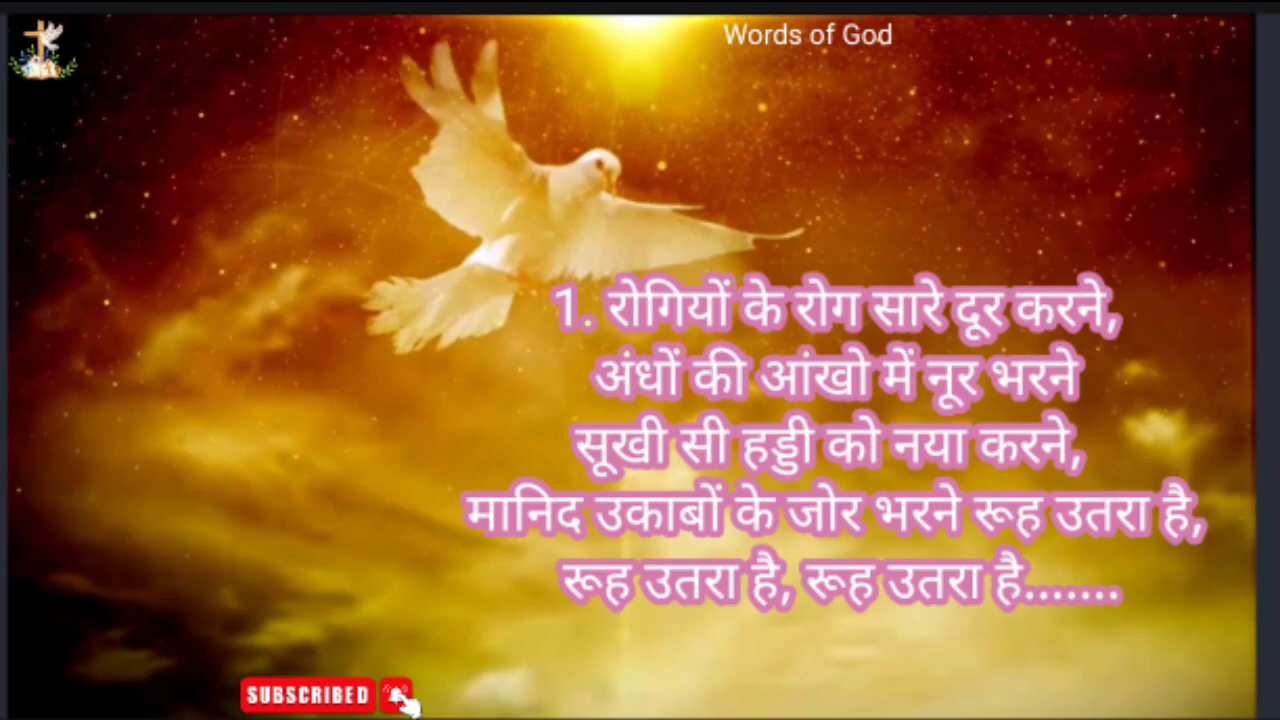 Words of God
1. रोगियों के रोग सारे दूर करने,
अंधों की आंखो में नूर भरने
सूखी सी हड्डी को नया करने,
मानिद उकाबों के जोर भरने रूह उतरा है,
रूह उतरा है, रूह उतरा है.......
SUBSCRIBED